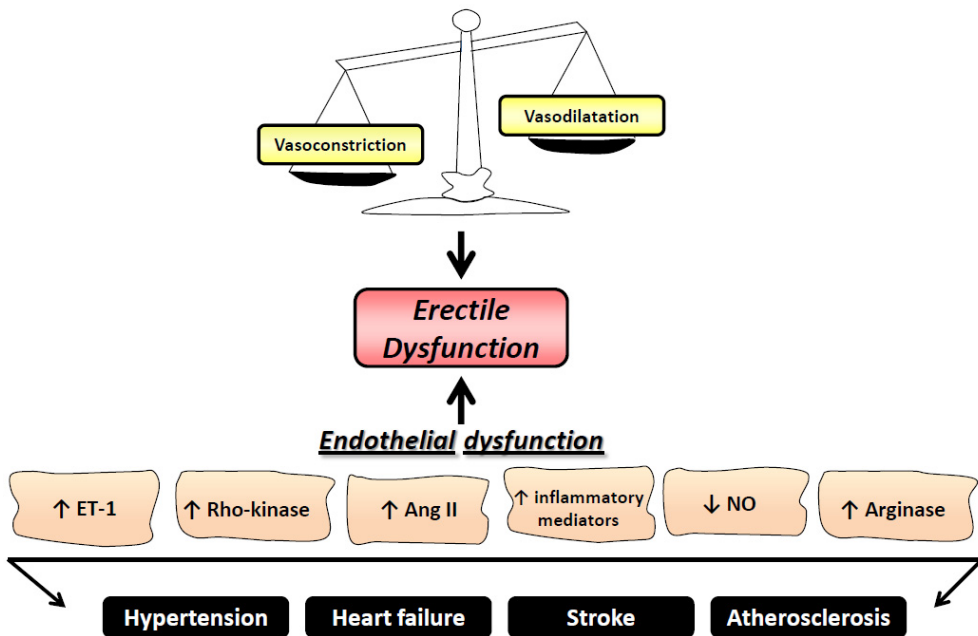 Vasodilatation
Vasoconstriction
Erectile
Dysfunction
Endothelial dysfunction
↑ ET-1
↑ Rho-kinase
↑ Ang II
↑ inflammatory
mediators
↓ NO
↑ Arginase
Hypertension
Heart failure
Stroke
Atherosclerosis